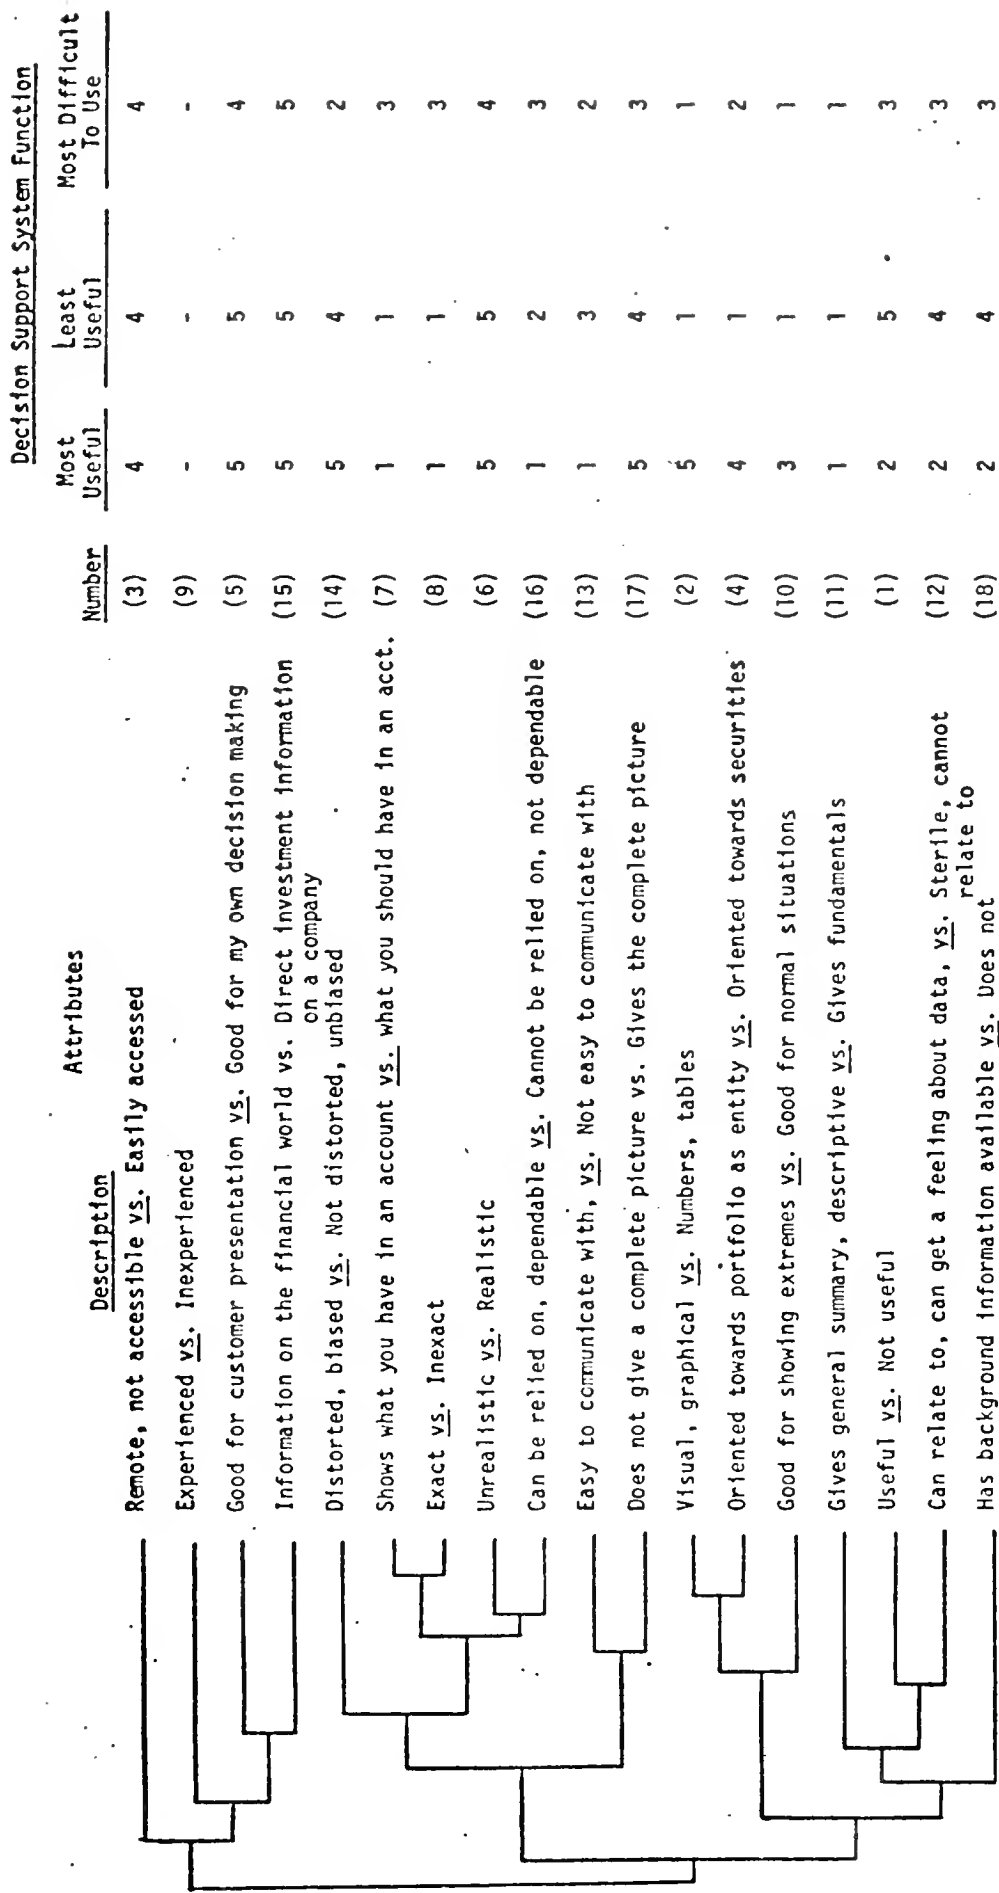 Decision Support System Function
Attributes
Description Number Most Useful Least Useful Most Difficult To Use
Remote, not accessible vs. Easily accessed (3) 4 4 4
Experienced vs. Inexperienced (9) - - -
Good for customer presentation vs. Good for my own decision making (5) 5 5 4
Information on the financial world vs. Direct investment information (15) 5 5 5
on a company
Distorted, biased vs. Not distorted, unbiased (14) 5 4 2
Shows what you have in an account vs. what you should have in an acct. (7) 1 1 3
Exact vs. Inexact (8) 1 1 3
Unrealistic vs. Realistic (6) 5 5 4
Can be relied on, dependable vs. Cannot be relied on, not dependable (16) 1 2 3
Easy to communicate with, vs. Not easy to communicate with (13) 1 3 2
Does not give a complete picture vs. Gives the complete picture (17) 5 4 3
Visual, graphical vs. Numbers, tables (2) 5 1 1
Oriented towards portfolio as entity vs. Oriented towards securities (4) 4 1 2
Good for showing extremes vs. Good for normal situations (10) 3 1 1
Gives general summary, descriptive vs. Gives fundamentals (11) 1 1 1
Useful vs. Not useful (1) 2 5 3
Can relate to, can get a feeling about data, vs. Sterile, cannot (12) 2 4 3
relate to
Has background information available vs. Does not (18) 2 4 3